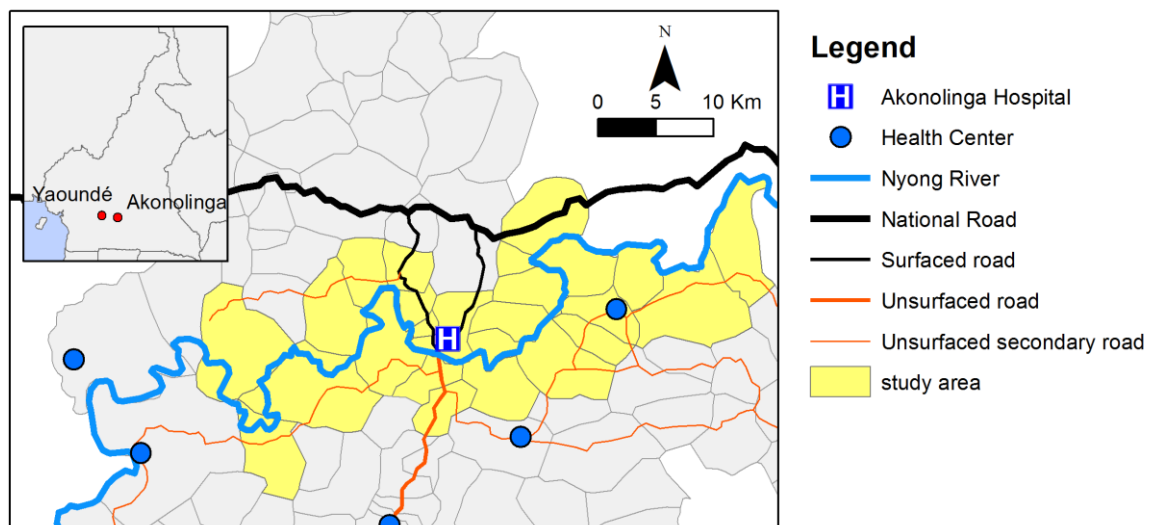 Yaoundé
Akonolinga
N
0 5 10 Km
H
Legend
H Akonolinga Hospital
Health Center
Nyong River
National Road
Surfaced road
Unsurfaced road
Unsurfaced secondary road
study area